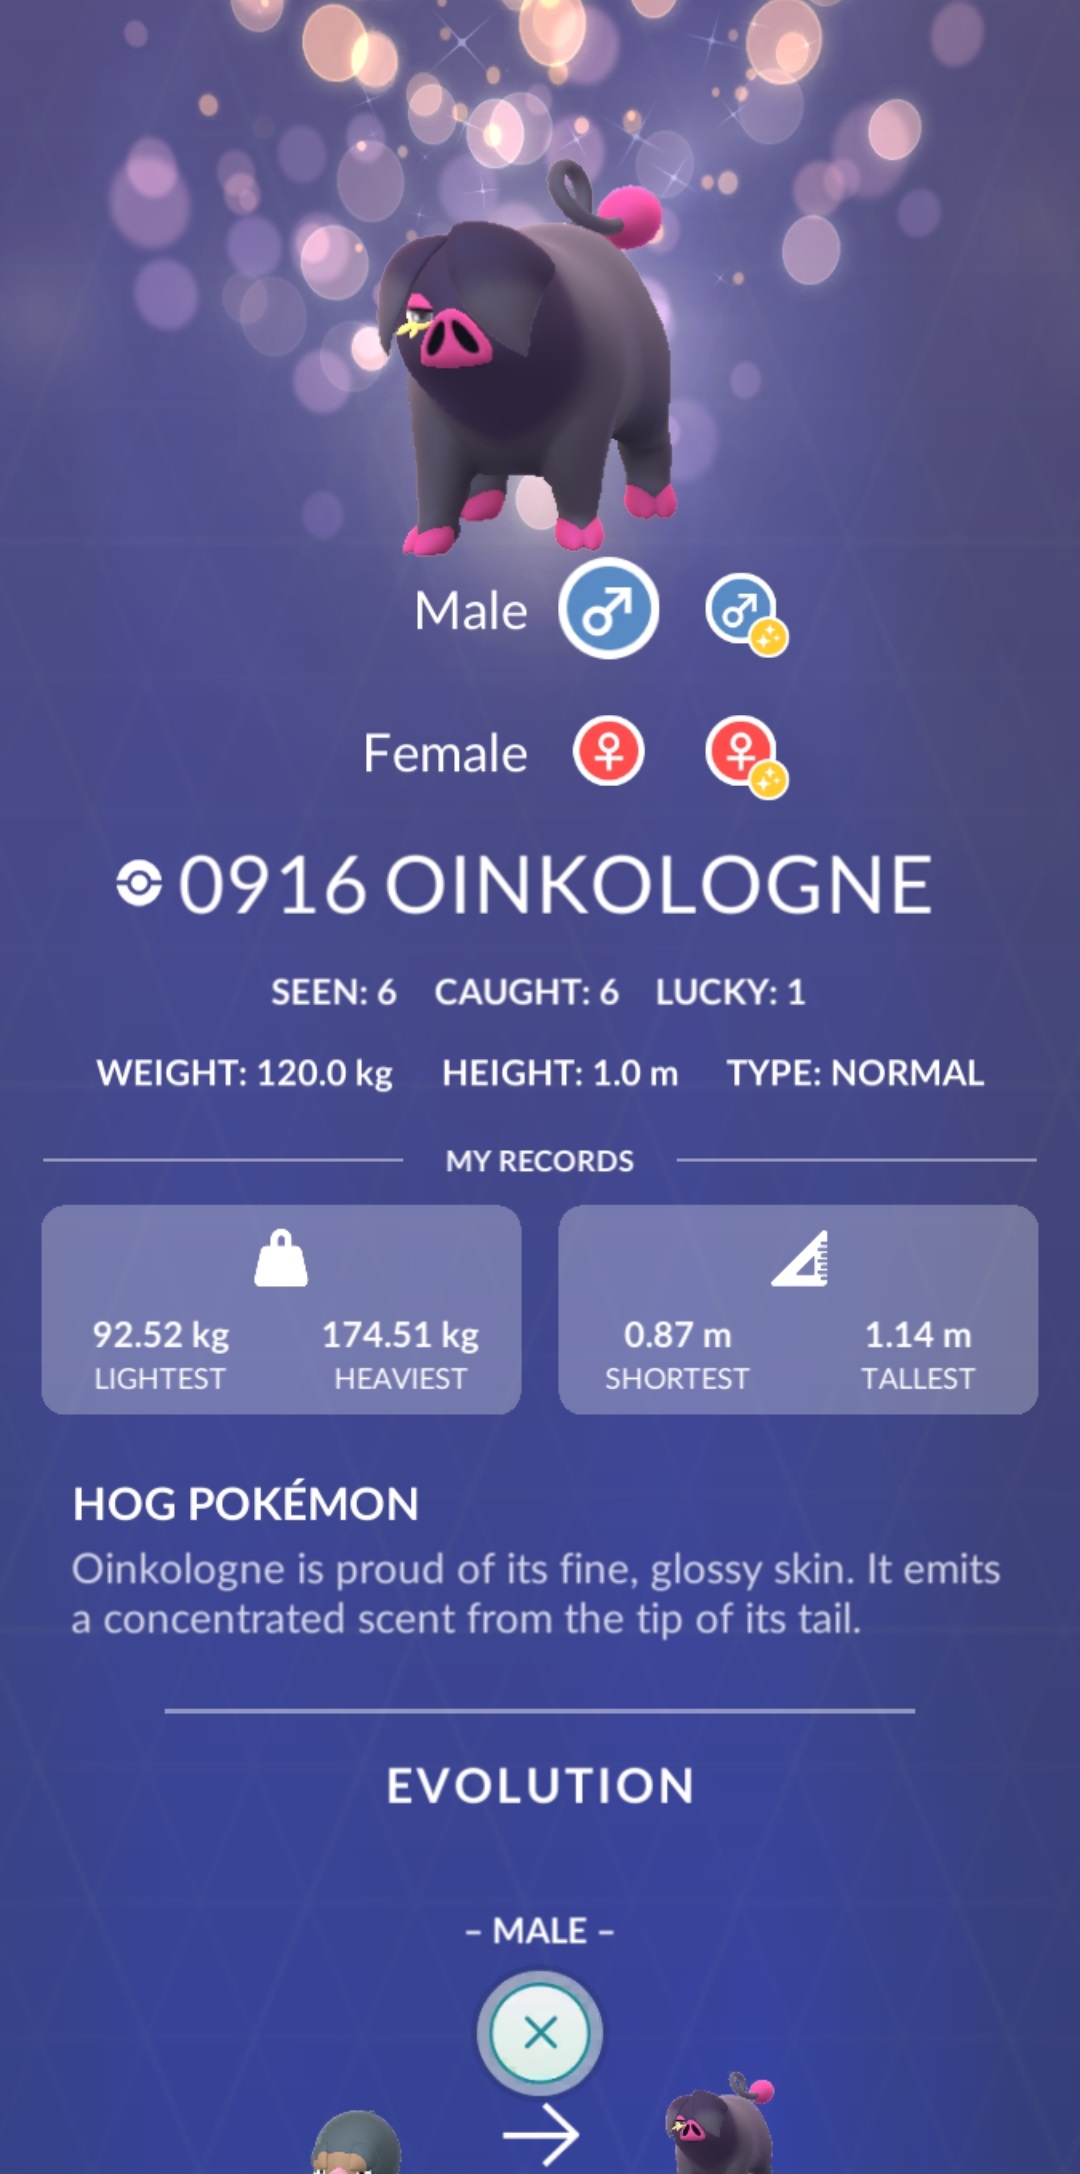 Male
Female
0916 OINKOLOGNE
SEEN: 6 CAUGHT: 6 LUCKY: 1
WEIGHT: 120.0 kg HEIGHT: 1.0 m TYPE: NORMAL
MY RECORDS
92.52 kg 174.51 kg 0.87 m 1.14 m
LIGHTEST HEAVIEST SHORTEST TALLEST
HOG POKÉMON
Oinkologne is proud of its fine, glossy skin. It emits
a concentrated scent from the tip of its tail.
EVOLUTION
– MALE –